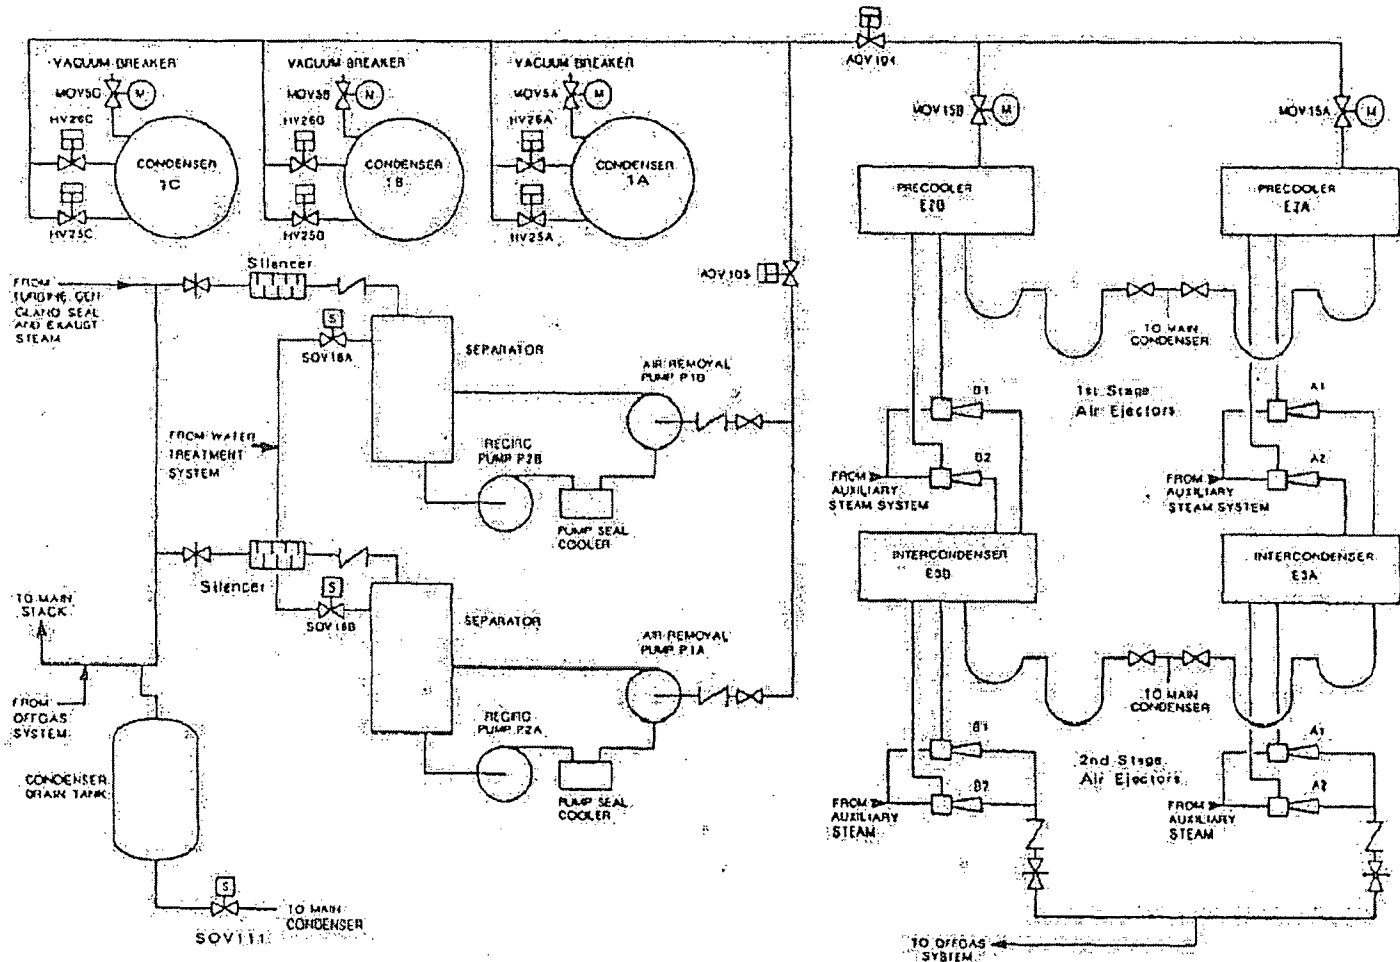 AOV104
VACUUM BREAKER
VACUUM BREAKER
VACUUM BREAKER
MOV5C
M
MOV5B
MOV5A
M
MOV15B
M
MOV15A
M
HV26C
HV26B
HV26A
CONDENSER
1C
CONDENSER
1B
CONDENSER
1A
HV25C
HV25B
HV25A
PRECOOLER
E2B
PRECOOLER
E2A
FROM
TURBINE GEN
GLAND SEAL
AND EXAUST
STEAM
Silencer
AOV105
S
SOV16A
SEPARATOR
AIR REMOVAL
PUMP P1B
TO MAIN
CONDENSER
1st Stage
Air Ejectors
B1
A1
FROM WATER
TREATMENT
SYSTEM
RECIRC
PUMP P2B
B2
A2
FROM
AUXILIARY
STEAM SYSTEM
FROM
AUXILIARY
STEAM SYSTEM
PUMP SEAL
COOLER
INTERCONDENSER
E3B
INTERCONDENSER
E3A
Silencer
S
SOV16B
TO MAIN
STACK
SEPARATOR
AIR REMOVAL
PUMP P1A
TO MAIN
CONDENSER
FROM
OFFGAS
SYSTEM
RECIRC
PUMP P2A
B1
A1
2nd Stage
Air Ejectors
CONDENSER
DRAIN TANK
PUMP SEAL
COOLER
B2
A2
FROM
AUXILIARY
STEAM
FROM
AUXILIARY
STEAM
S
SOV111
TO MAIN
CONDENSER
TO OFFGAS
SYSTEM